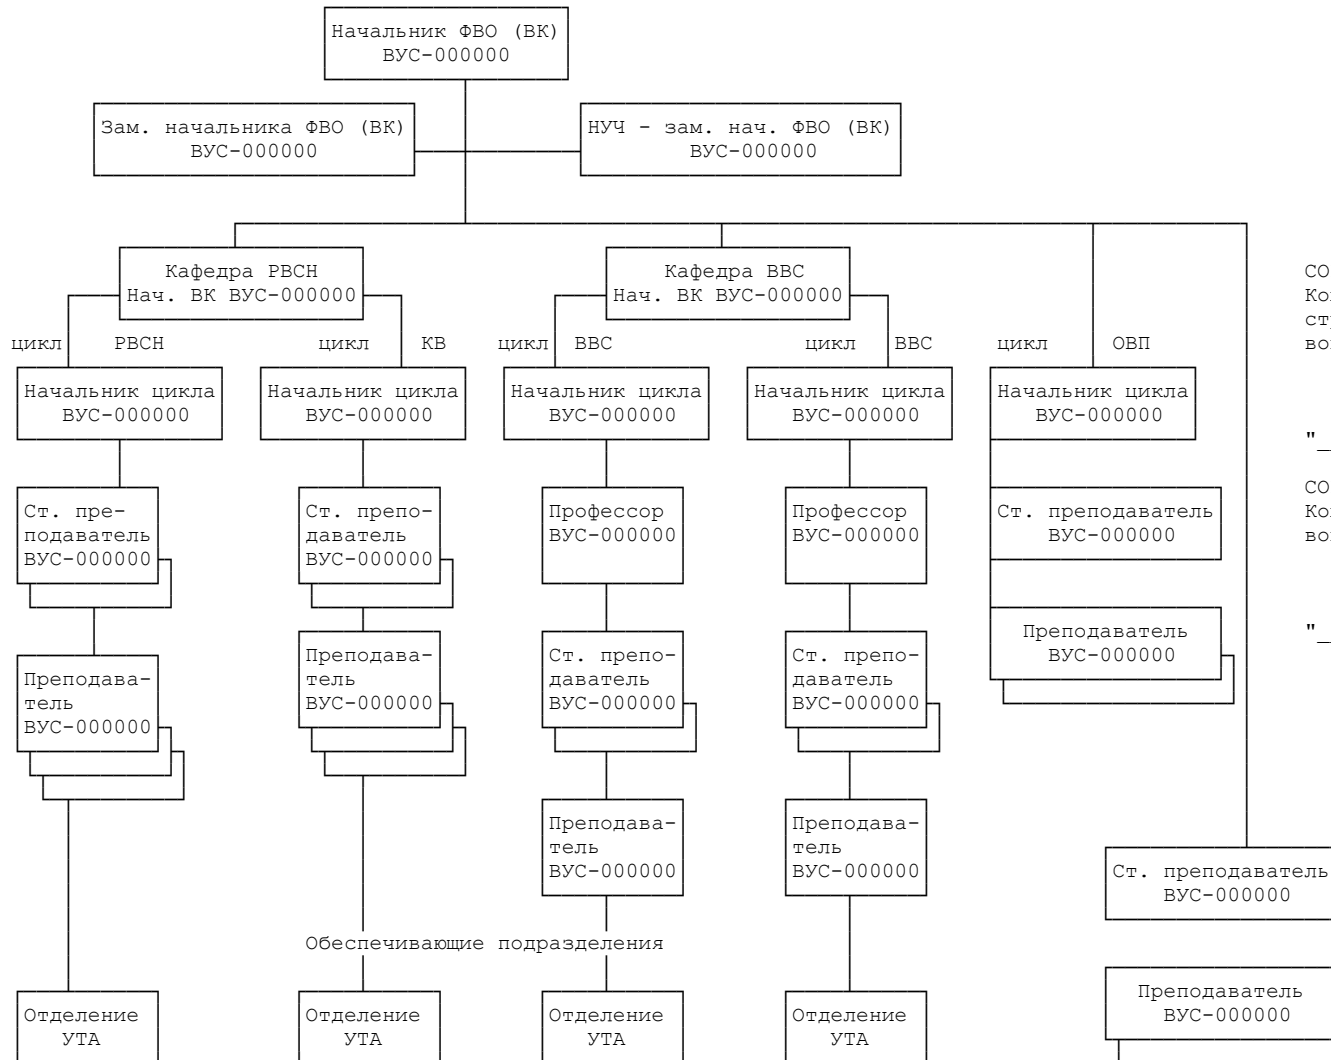 Начальник ФВО (ВК)
ВУС-000000
Зам. начальника ФВО (ВК)
ВУС-000000
НУЧ - зам. нач. ФВО (ВК)
ВУС-000000
Кафедра РВСН
Нач. ВК ВУС-000000
Кафедра ВВС
Нач. ВК ВУС-000000
цикл РВСН
цикл КВ
цикл ВВС
цикл ВВС
цикл ОВП
Начальник цикла
ВУС-000000
Начальник цикла
ВУС-000000
Начальник цикла
ВУС-000000
Начальник цикла
ВУС-000000
Начальник цикла
ВУС-000000
"__
Ст. пре-
подаватель
ВУС-000000
Ст. препо-
даватель
ВУС-000000
Профессор
ВУС-000000
Профессор
ВУС-000000
Ст. преподаватель
ВУС-000000
Преподава-
тель
ВУС-000000
Преподава-
тель
ВУС-000000
Ст. препо-
даватель
ВУС-000000
Ст. препо-
даватель
ВУС-000000
Преподаватель
ВУС-000000
"__
Преподава-
тель
ВУС-000000
Преподава-
тель
ВУС-000000
Ст. преподаватель
ВУС-000000
Обеспечивающие подразделения
Отделение
УТА
Отделение
УТА
Отделение
УТА
Отделение
УТА
Преподаватель
ВУС-000000